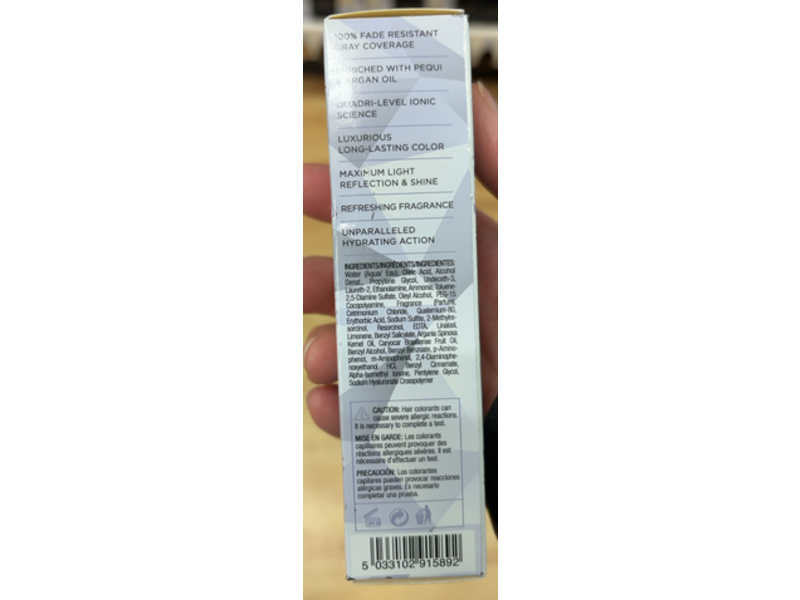 100% FADE RESISTANT
GRAY COVERAGE
ENRICHED WITH PEQUI
& ARGAN OIL
QUADRI-LEVEL IONIC
SCIENCE
LUXURIOUS
LONG-LASTING COLOR
MAXIMUM LIGHT
REFLECTION & SHINE
REFRESHING FRAGRANCE
UNPARALLELED
HYDRATING ACTION
INGREDIENTS/INGRÉDIENTS/INGREDIENTES:
Water (Aqua/ Eau), Oleic Acid, Alcohol
Denat., Propylene Glycol, Undeceth-3,
Laureth-2, Ethanolamine, Ammonia, Toluene-
2,5-Diamine Sulfate, Oleyl Alcohol, PEG-15
Cocopolyamine, Fragrance (Parfum),
Cetrimonium Chloride, Quaternium-80,
Erythorbic Acid, Sodium Sulfite, 2-Methylre-
sorcinol, Resorcinol, EDTA, Linalool,
Limonene, Benzyl Salicylate, Argania Spinosa
Kernel Oil, Caryocar Brasiliense Fruit Oil,
Benzyl Alcohol, Benzyl Benzoate, p-Amino-
phenol, m-Aminophenol, 2,4-Diaminophe-
noxyethanol HCl, Benzyl Cinnamate,
Alpha-Isomethyl Ionone, Pentylene Glycol,
Sodium Hyaluronate Crosspolymer
CAUTION: Hair colorants can
cause severe allergic reactions.
It is necessary to complete a test.
MISE EN GARDE: Les colorants
capillaires peuvent provoquer des
réactions allergiques sévères. Il est
nécessaire d'effectuer un test.
PRECAUCIÓN: Los colorantes
capilares pueden provocar reacciones
alérgicas graves. Es necesario
completar una prueba.
5 033102 915892